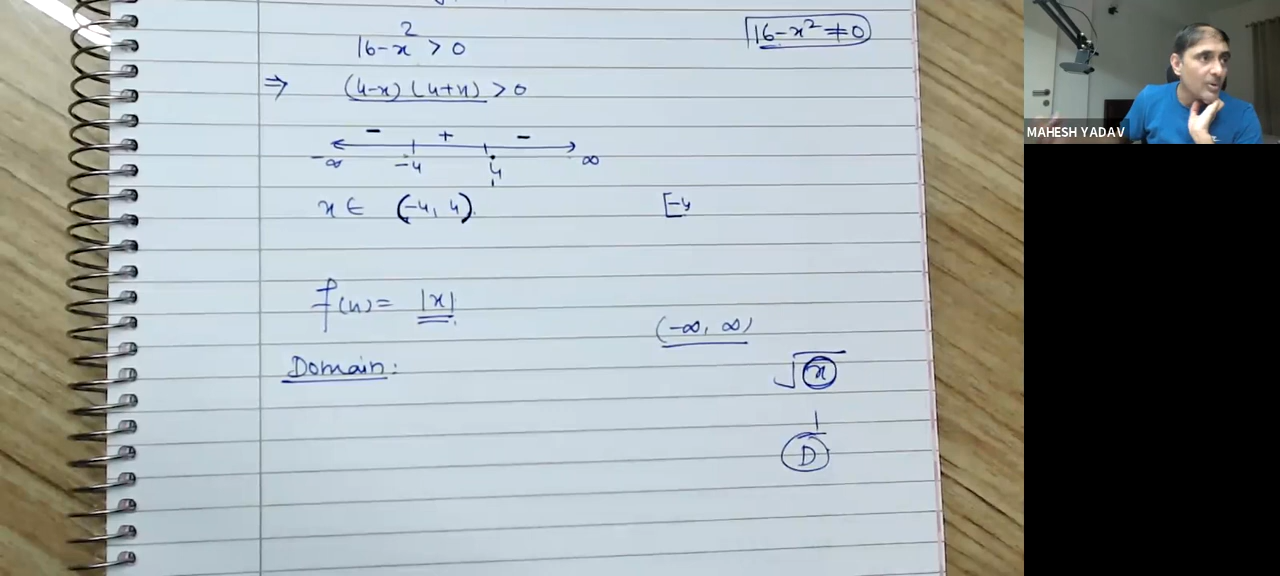 16-x² > 0
16-x² ≠ 0
⇒ (4-x) (4+x) > 0
- + -
-∞ -4 4 ∞
x ∈ (-4, 4)
[-4
f(x) = |x|
(-∞, ∞)
Domain:
√x
1
D
MAHESH YADAV